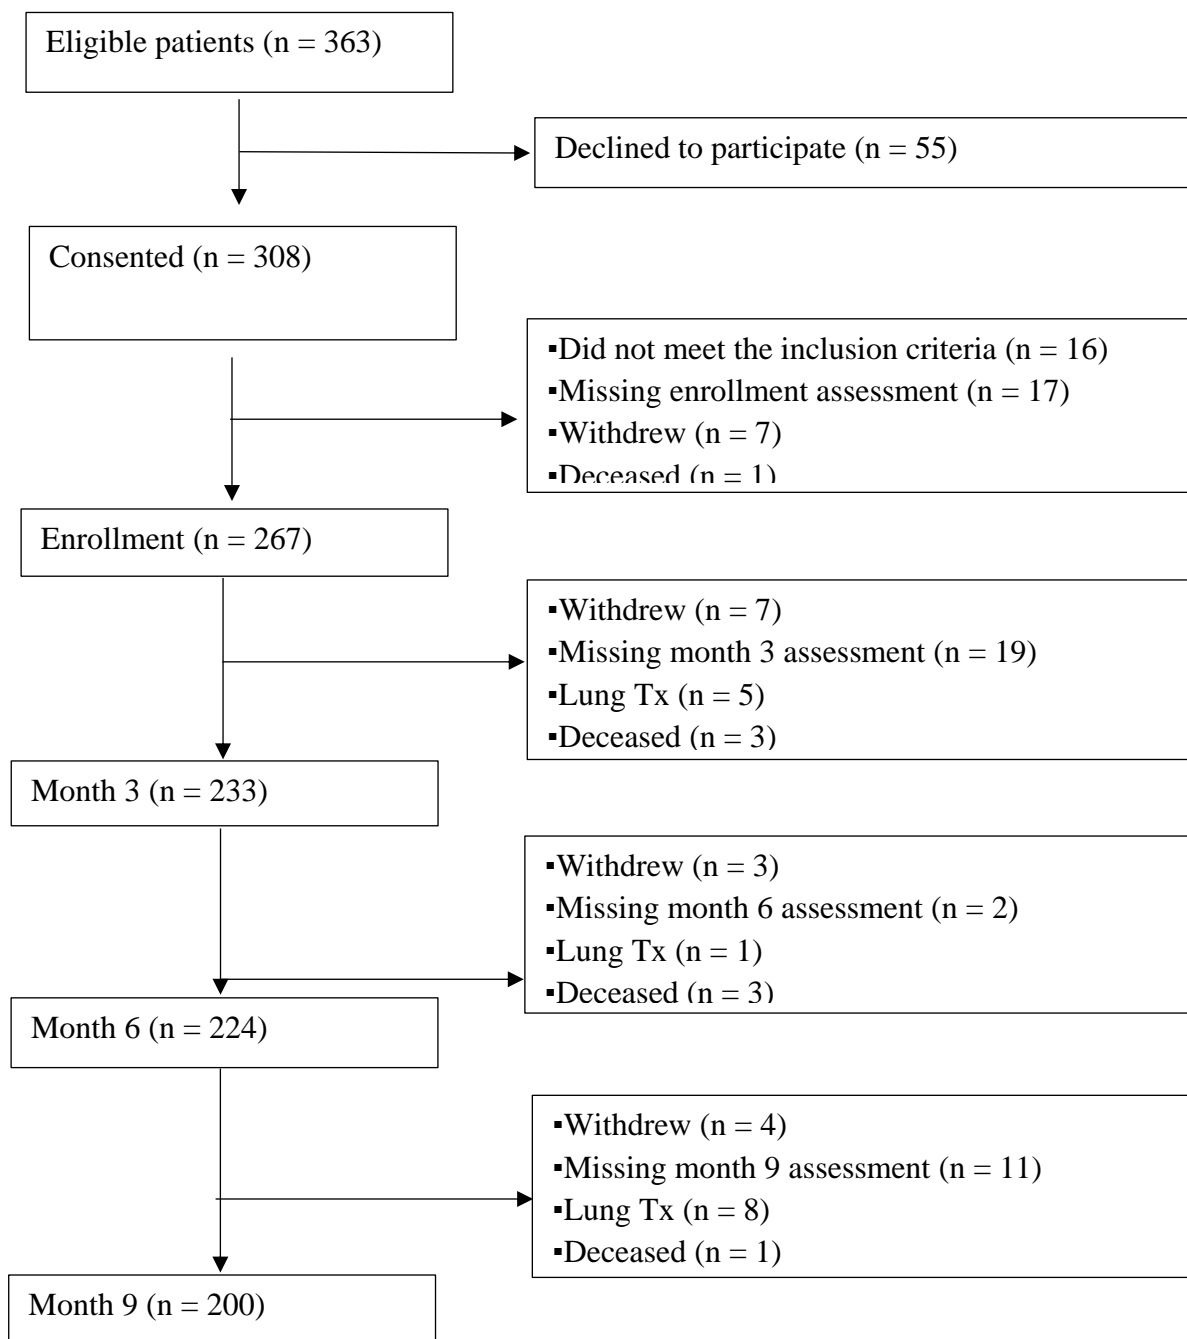 Eligible patients (n = 363)
Declined to participate (n = 55)
Consented (n = 308)
▪Did not meet the inclusion criteria (n = 16)
▪Missing enrollment assessment (n = 17)
▪Withdrew (n = 7)
▪Deceased (n = 1)
Enrollment (n = 267)
▪Withdrew (n = 7)
▪Missing month 3 assessment (n = 19)
▪Lung Tx (n = 5)
▪Deceased (n = 3)
Month 3 (n = 233)
▪Withdrew (n = 3)
▪Missing month 6 assessment (n = 2)
▪Lung Tx (n = 1)
▪Deceased (n = 3)
Month 6 (n = 224)
▪Withdrew (n = 4)
▪Missing month 9 assessment (n = 11)
▪Lung Tx (n = 8)
▪Deceased (n = 1)
Month 9 (n = 200)